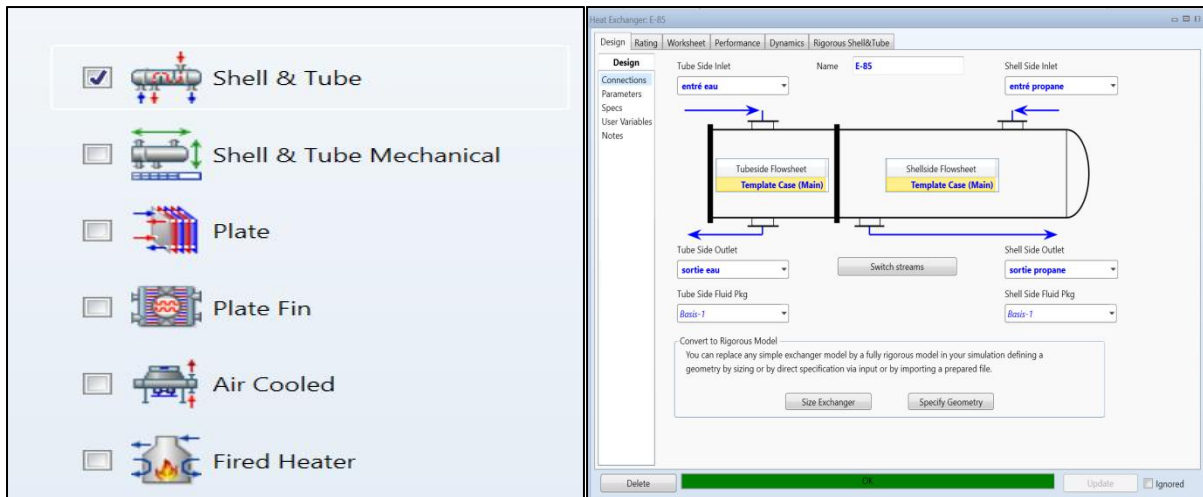 Shell & Tube
Shell & Tube Mechanical
Plate
Plate Fin
Air Cooled
Fired Heater
Heat Exchanger: E-85
Design Rating Worksheet Performance Dynamics Rigorous Shell&Tube
Design
Connections
Parameters
Specs
User Variables
Notes
Tube Side Inlet Name E-85 Shell Side Inlet
entré eau entré propane
Tubeside Flowsheet Shellside Flowsheet
Template Case (Main) Template Case (Main)
Tube Side Outlet Shell Side Outlet
sortie eau Switch streams sortie propane
Tube Side Fluid Pkg Shell Side Fluid Pkg
Basis-1 Basis-1
Convert to Rigorous Model
You can replace any simple exchanger model by a fully rigorous model in your simulation defining a
geometry by sizing or by direct specification via input or by importing a prepared file.
Size Exchanger Specify Geometry
Delete OK Update Ignored